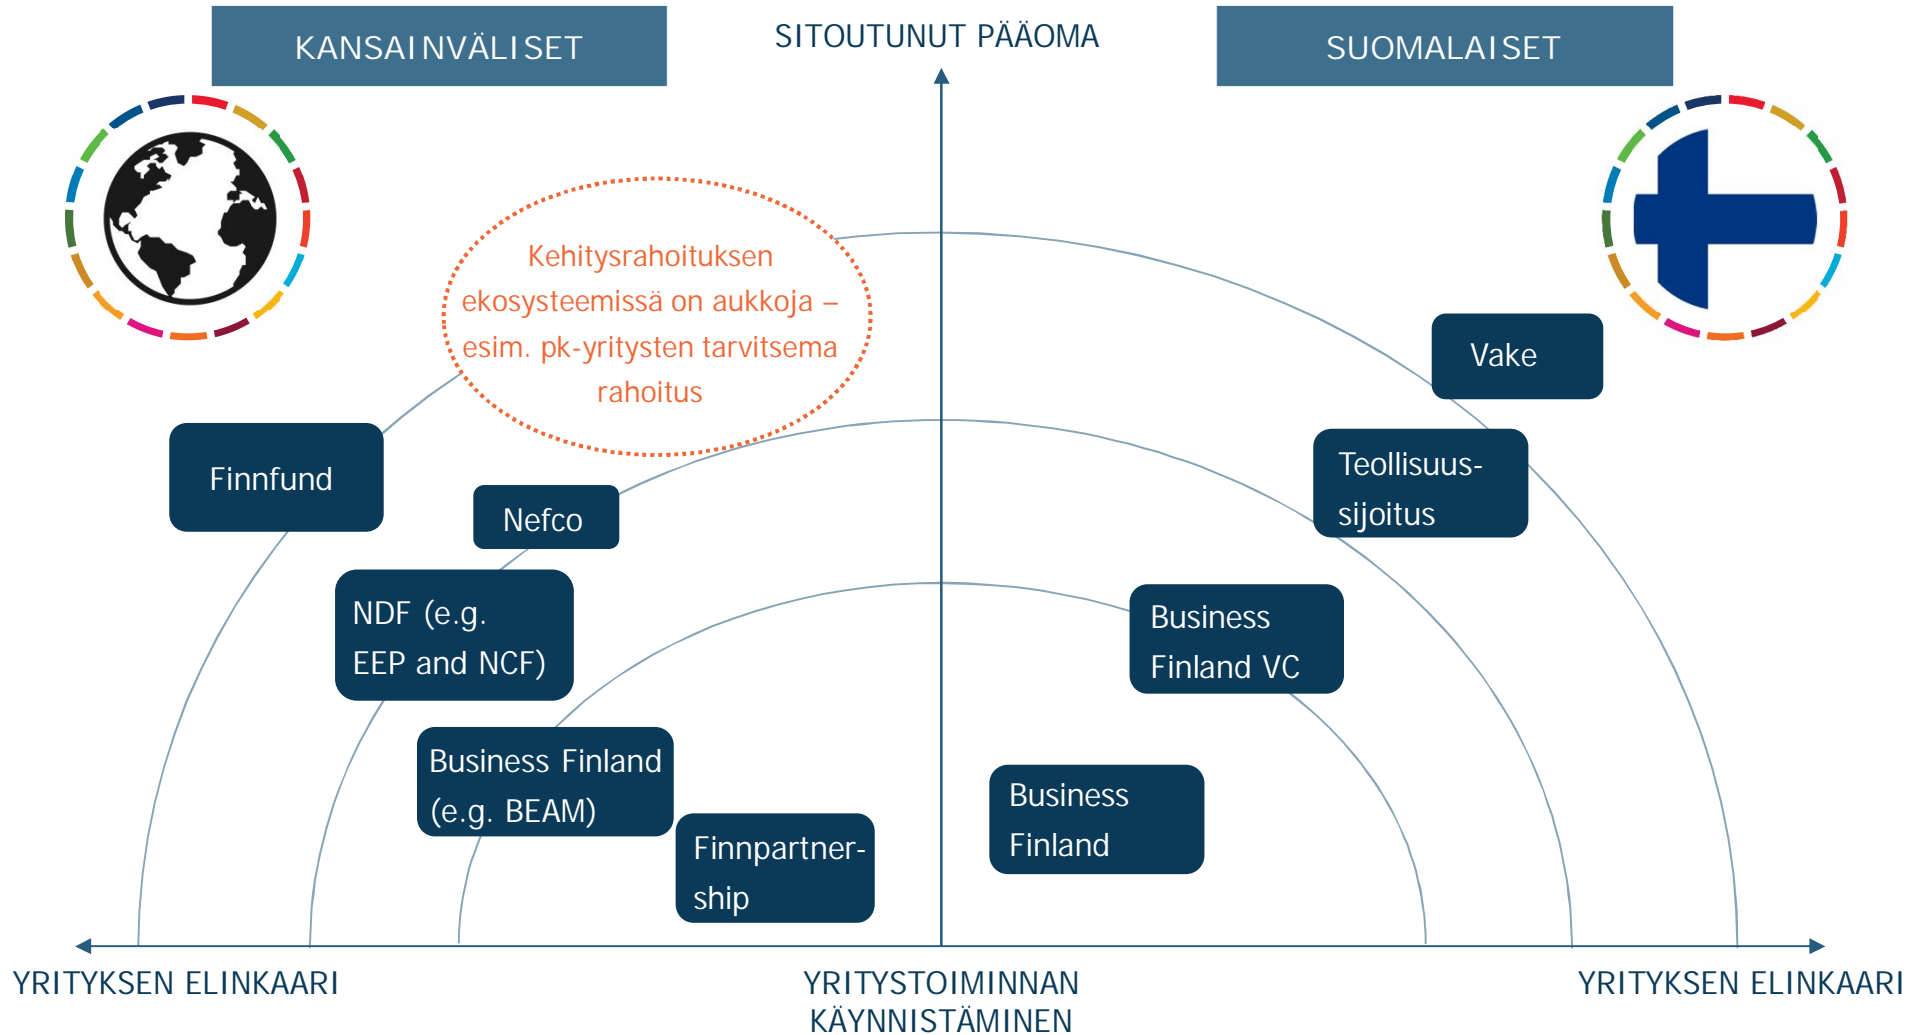 KANSAINVÄLISET
SITOUTUNUT PÄÄOMA
SUOMALAISET
Kehitysrahoituksen
ekosysteemissä on aukkoja –
esim. pk-yritysten tarvitsema
rahoitus
Vake
Finnfund
Teollisuus-
sijoitus
Nefco
NDF (e.g.
EEP and NCF)
Business
Finland VC
Business Finland
(e.g. BEAM)
Business
Finland
Finnpartner-
ship
YRITYKSEN ELINKAARI
YRITYSTOIMINNAN
KÄYNNISTÄMINEN
YRITYKSEN ELINKAARI